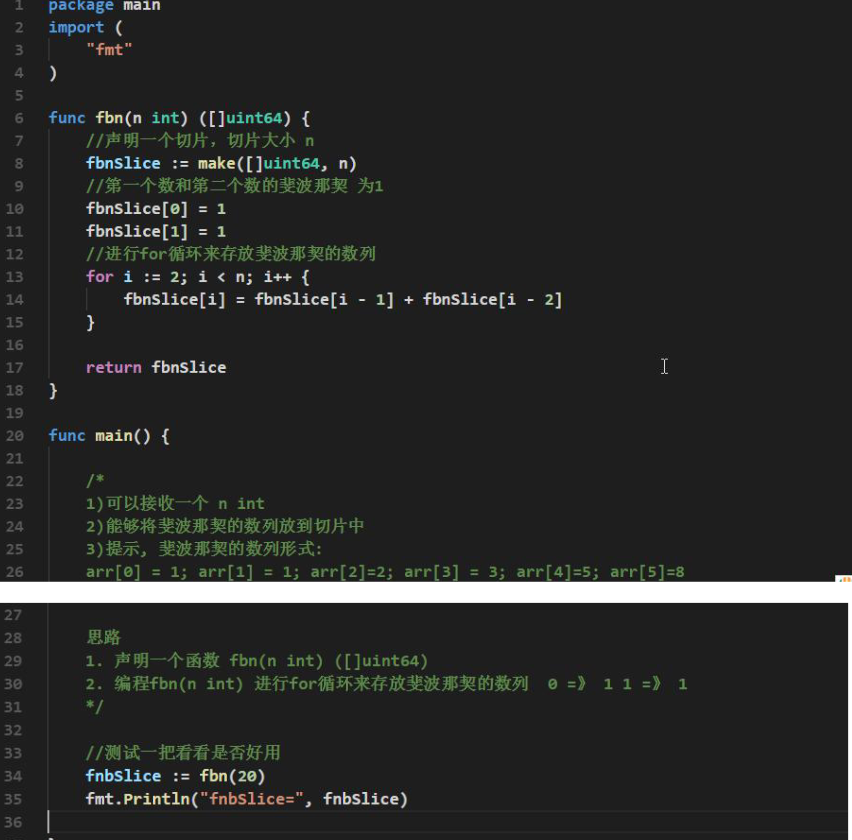 1 package main
2 import (
3 "fmt"
4 )
5
6 func fbn(n int) ([]uint64) {
7 //声明一个切片，切片大小 n
8 fbnSlice := make([]uint64, n)
9 //第一个数和第二个数的斐波那契 为1
10 fbnSlice[0] = 1
11 fbnSlice[1] = 1
12 //进行for循环来存放斐波那契的数列
13 for i := 2; i < n; i++ {
14 fbnSlice[i] = fbnSlice[i - 1] + fbnSlice[i - 2]
15 }
16
17 return fbnSlice
18 }
19
20 func main() {
21
22 /*
23 1)可以接收一个 n int
24 2)能够将斐波那契的数列放到切片中
25 3)提示, 斐波那契的数列形式:
26 arr[0] = 1; arr[1] = 1; arr[2]=2; arr[3] = 3; arr[4]=5; arr[5]=8
27
28 思路
29 1. 声明一个函数 fbn(n int) ([]uint64)
30 2. 编程fbn(n int) 进行for循环来存放斐波那契的数列 0 =》 1 1 =》 1
31 */
32
33 //测试一把看看是否好用
34 fnbSlice := fbn(20)
35 fmt.Println("fnbSlice=", fnbSlice)
36